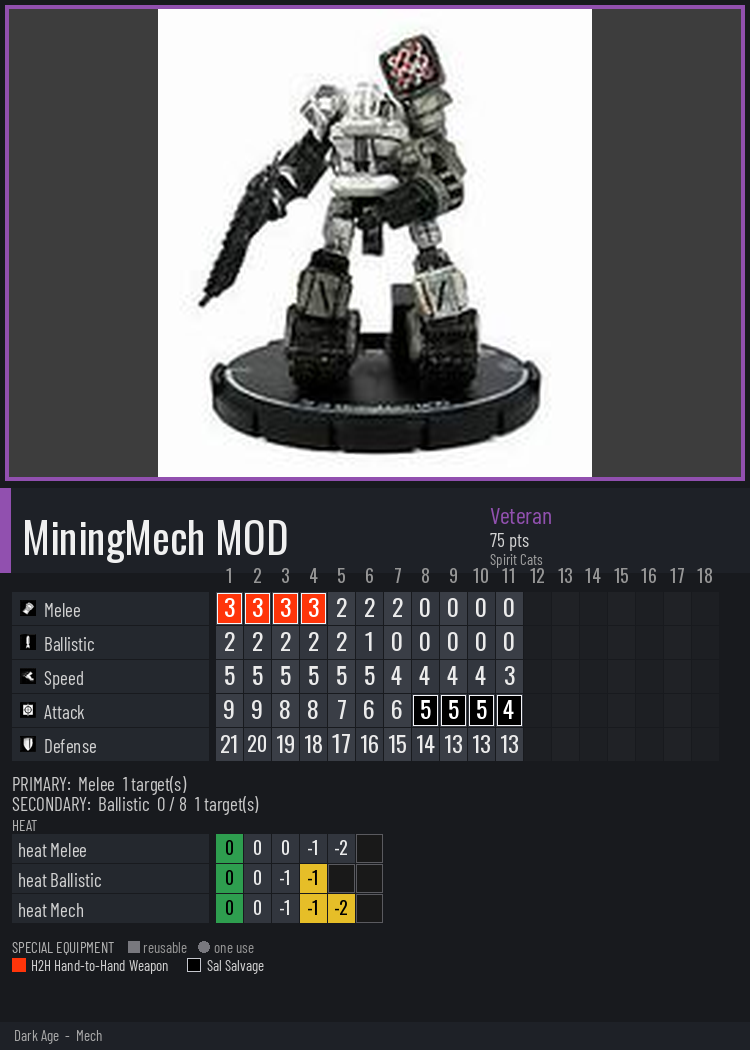 MiningMech MOD
Veteran
75 pts
Spirit Cats
1 2 3 4 5 6 7 8 9 10 11 12 13 14 15 16 17 18
Melee 3 3 3 3 2 2 2 0 0 0 0
Ballistic 2 2 2 2 2 1 0 0 0 0 0
Speed 5 5 5 5 5 5 4 4 4 4 3
Attack 9 9 8 8 7 6 6 5 5 5 4
Defense 21 20 19 18 17 16 15 14 13 13 13
PRIMARY: Melee 1 target(s)
SECONDARY: Ballistic 0 / 8 1 target(s)
HEAT
heat Melee 0 0 0 -1 -2
heat Ballistic 0 0 -1 -1
heat Mech 0 0 -1 -1 -2
SPECIAL EQUIPMENT reusable one use
H2H Hand-to-Hand Weapon Sal Salvage
Dark Age - Mech